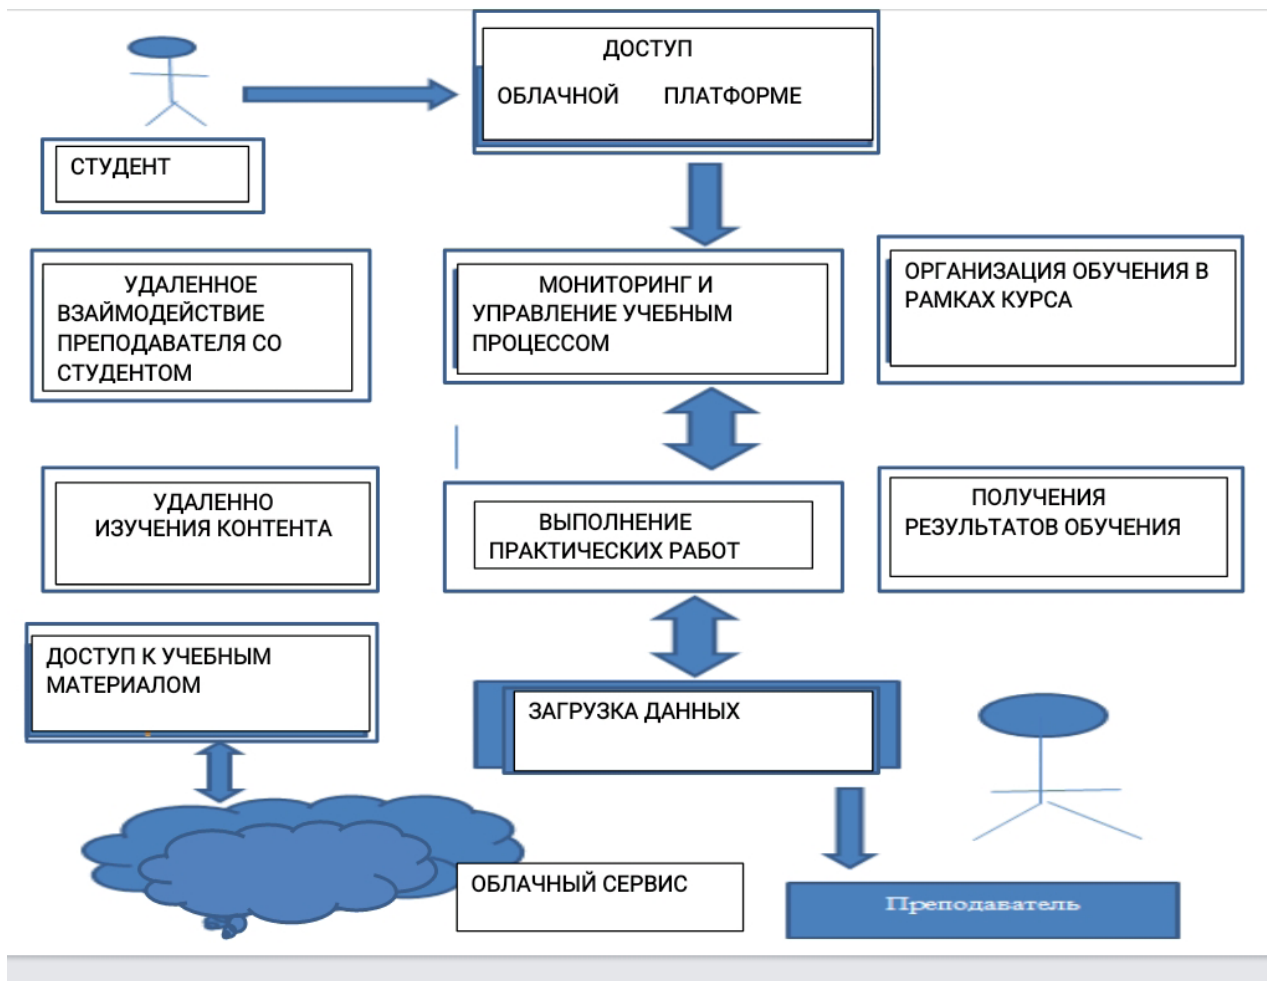 ДОСТУП
ОБЛАЧНОЙ ПЛАТФОРМЕ
СТУДЕНТ
УДАЛЕННОЕ
ВЗАЙМОДЕЙСТВИЕ
ПРЕПОДАВАТЕЛЯ СО
СТУДЕНТОМ
МОНИТОРИНГ И
УПРАВЛЕНИЕ УЧЕБНЫМ
ПРОЦЕССОМ
ОРГАНИЗАЦИЯ ОБУЧЕНИЯ В
РАМКАХ КУРСА
УДАЛЕННО
ИЗУЧЕНИЯ КОНТЕНТА
ВЫПОЛНЕНИЕ
ПРАКТИЧЕСКИХ РАБОТ
ПОЛУЧЕНИЯ
РЕЗУЛЬТАТОВ ОБУЧЕНИЯ
ДОСТУП К УЧЕБНЫМ
МАТЕРИАЛОМ
ЗАГРУЗКА ДАННЫХ
ОБЛАЧНЫЙ СЕРВИС
Преподаватель